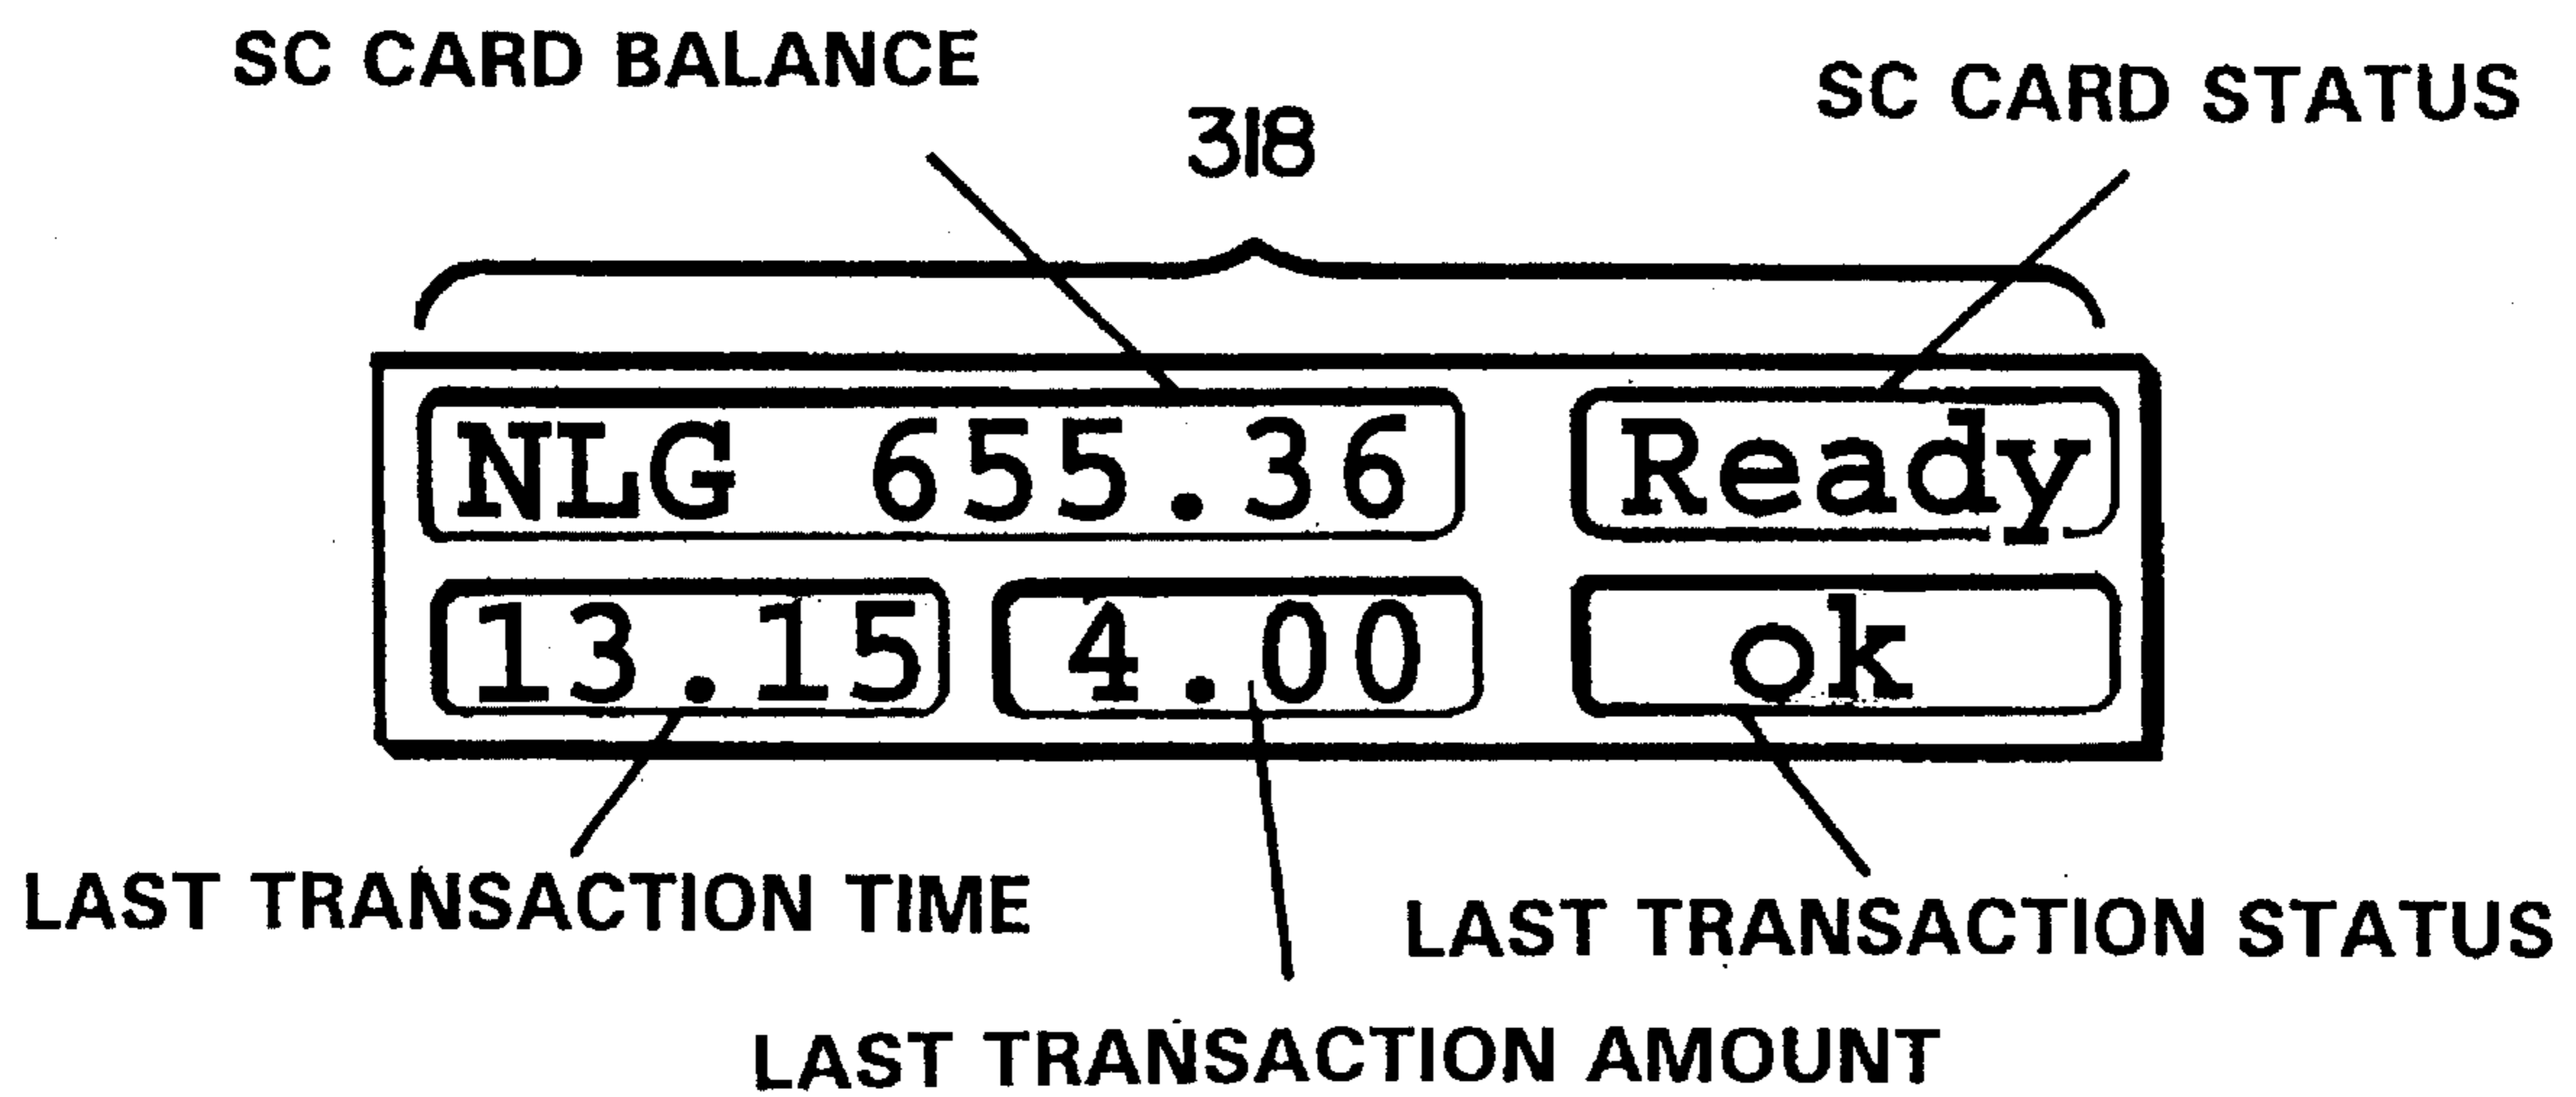 SC CARD BALANCE
SC CARD STATUS
318
NLG 655.36 Ready
13.15 4.00 ok
LAST TRANSACTION TIME
LAST TRANSACTION STATUS
LAST TRANSACTION AMOUNT